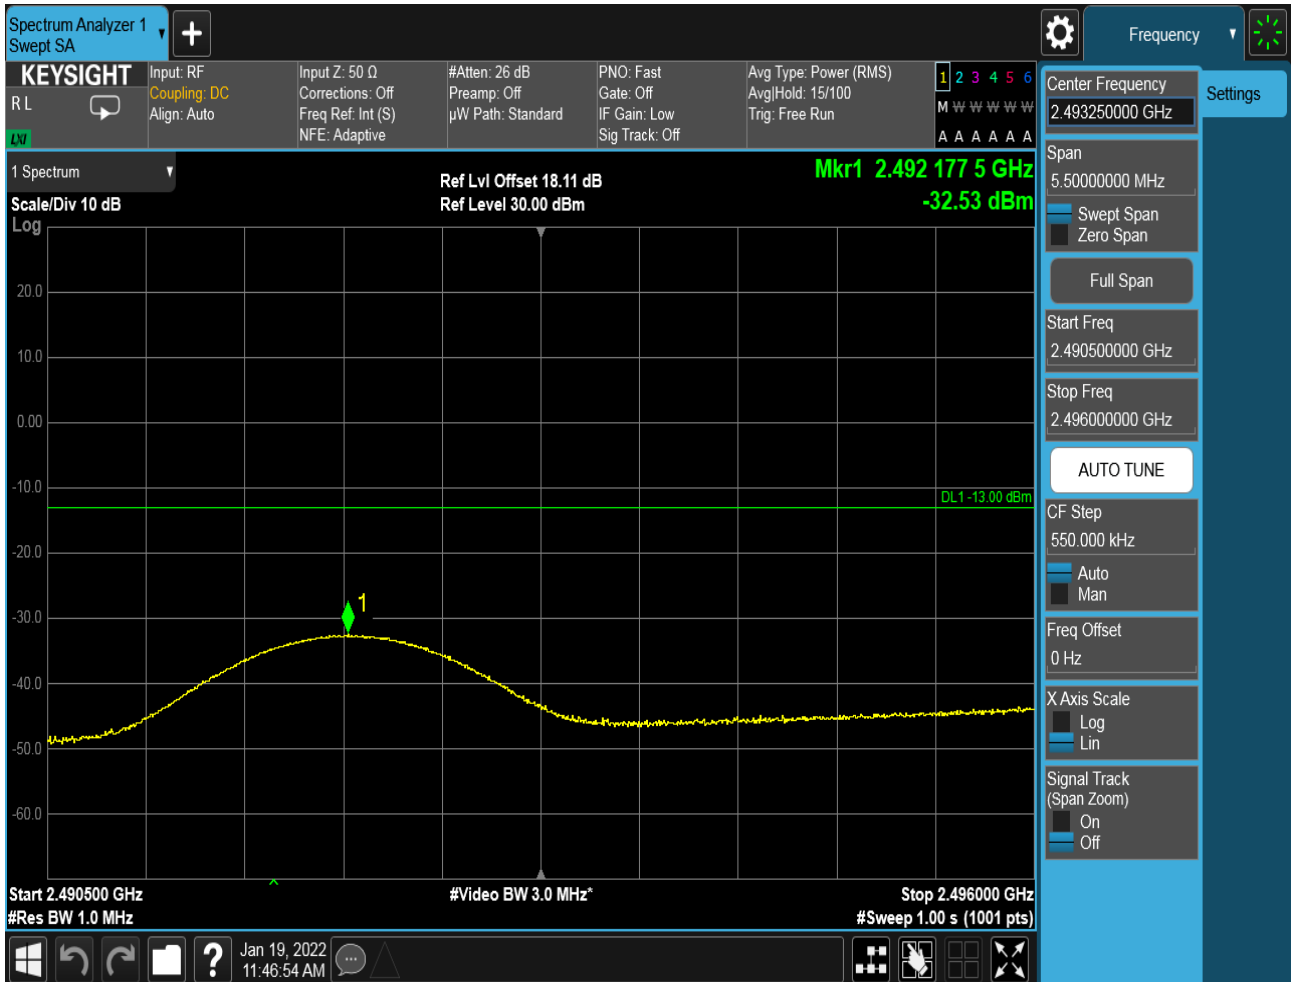 Spectrum Analyzer 1
Swept SA
Frequency
KEYSIGHT
R L
LXI
Input: RF
Coupling: DC
Align: Auto
Input Z: 50 Ω
Corrections: Off
Freq Ref: Int (S)
NFE: Adaptive
#Atten: 26 dB
Preamp: Off
µW Path: Standard
PNO: Fast
Gate: Off
IF Gain: Low
Sig Track: Off
Avg Type: Power (RMS)
Avg|Hold: 15/100
Trig: Free Run
1 2 3 4 5 6
M W W W W W
A A A A A A
1 Spectrum
Scale/Div 10 dB
Log
Ref Lvl Offset 18.11 dB
Ref Level 30.00 dBm
Mkr1 2.492 177 5 GHz
-32.53 dBm
20.0
10.0
0.00
-10.0
DL1 -13.00 dBm
-20.0
1
-30.0
-40.0
-50.0
-60.0
Start 2.490500 GHz
#Res BW 1.0 MHz
#Video BW 3.0 MHz*
Stop 2.496000 GHz
#Sweep 1.00 s (1001 pts)
Jan 19, 2022
11:46:54 AM
Center Frequency
2.493250000 GHz
Settings
Span
5.50000000 MHz
Swept Span
Zero Span
Full Span
Start Freq
2.490500000 GHz
Stop Freq
2.496000000 GHz
AUTO TUNE
CF Step
550.000 kHz
Auto
Man
Freq Offset
0 Hz
X Axis Scale
Log
Lin
Signal Track
(Span Zoom)
On
Off